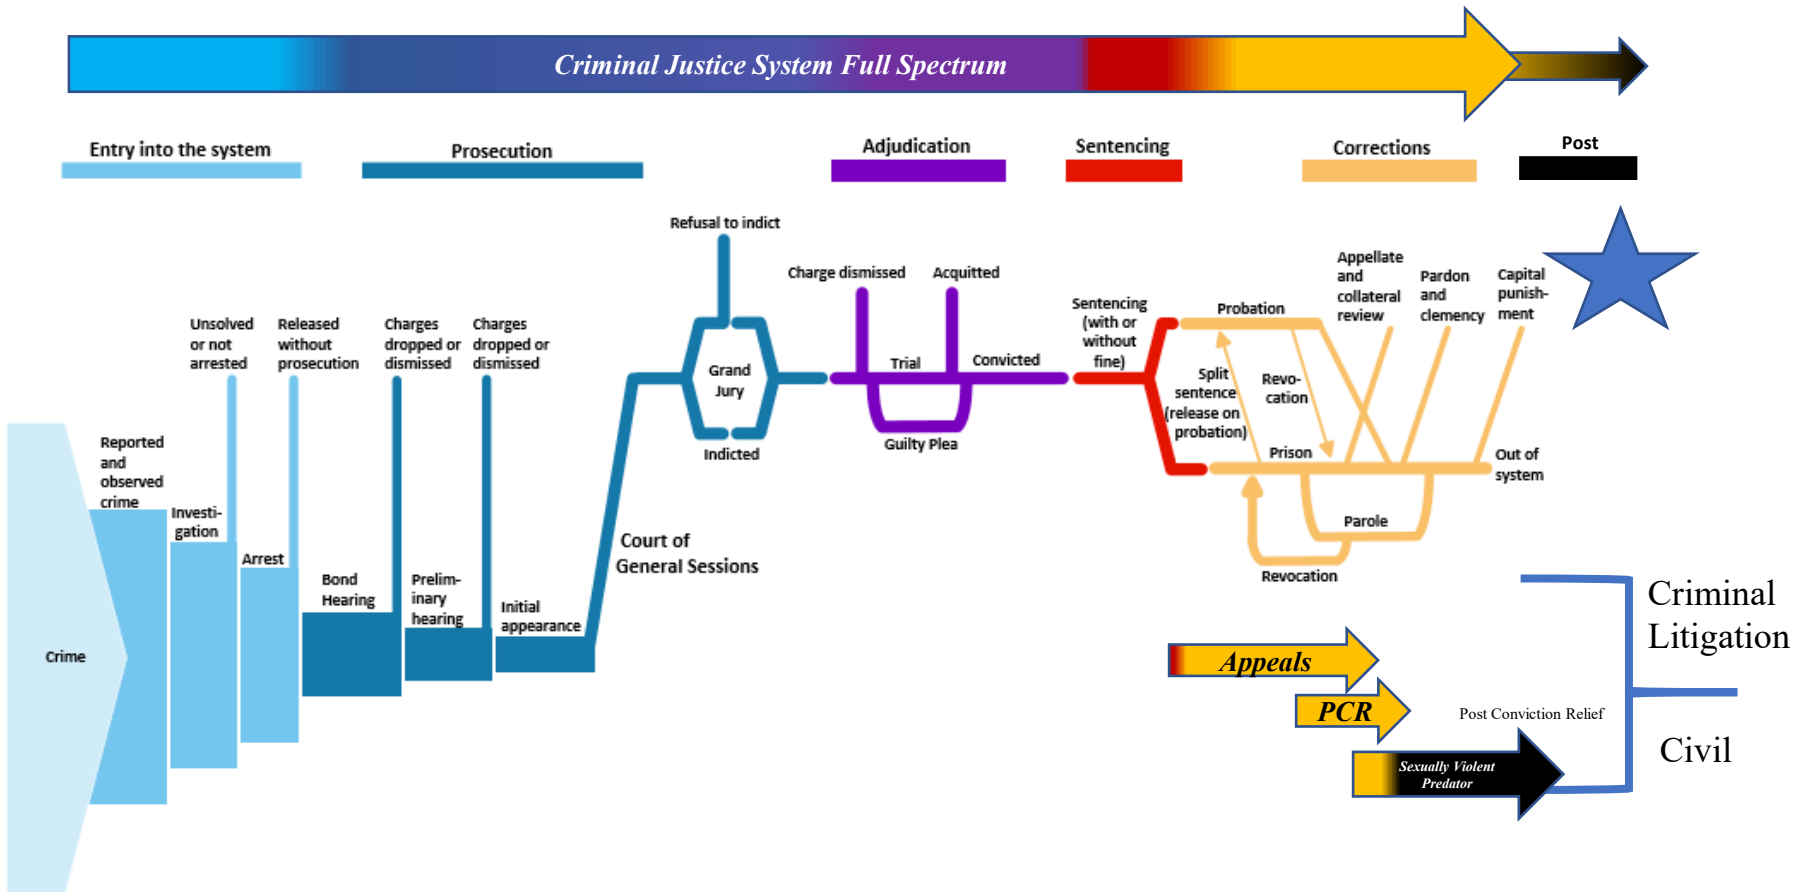 Criminal Justice System Full Spectrum
Entry into the system
Prosecution
Adjudication
Sentencing
Corrections
Post
Refusal to indict
Charge dismissed
Acquitted
Unsolved
or not
arrested
Released
without
prosecution
Charges
dropped or
dismissed
Charges
dropped or
dismissed
Grand
Jury
Indicted
Trial
Convicted
Guilty Plea
Sentencing
(with or
without
fine)
Probation
Split
sentence
(release on
probation)
Revo-
cation
Prison
Appellate
and
collateral
review
Pardon
and
clemency
Capital
punish-
ment
Out of
system
Parole
Revocation
Crime
Reported
and
observed
crime
Investi-
gation
Arrest
Bond
Hearing
Prelim-
inary
hearing
Initial
appearance
Court of
General Sessions
Appeals
PCR
Post Conviction Relief
Sexually Violent
Predator
Criminal
Litigation
Civil